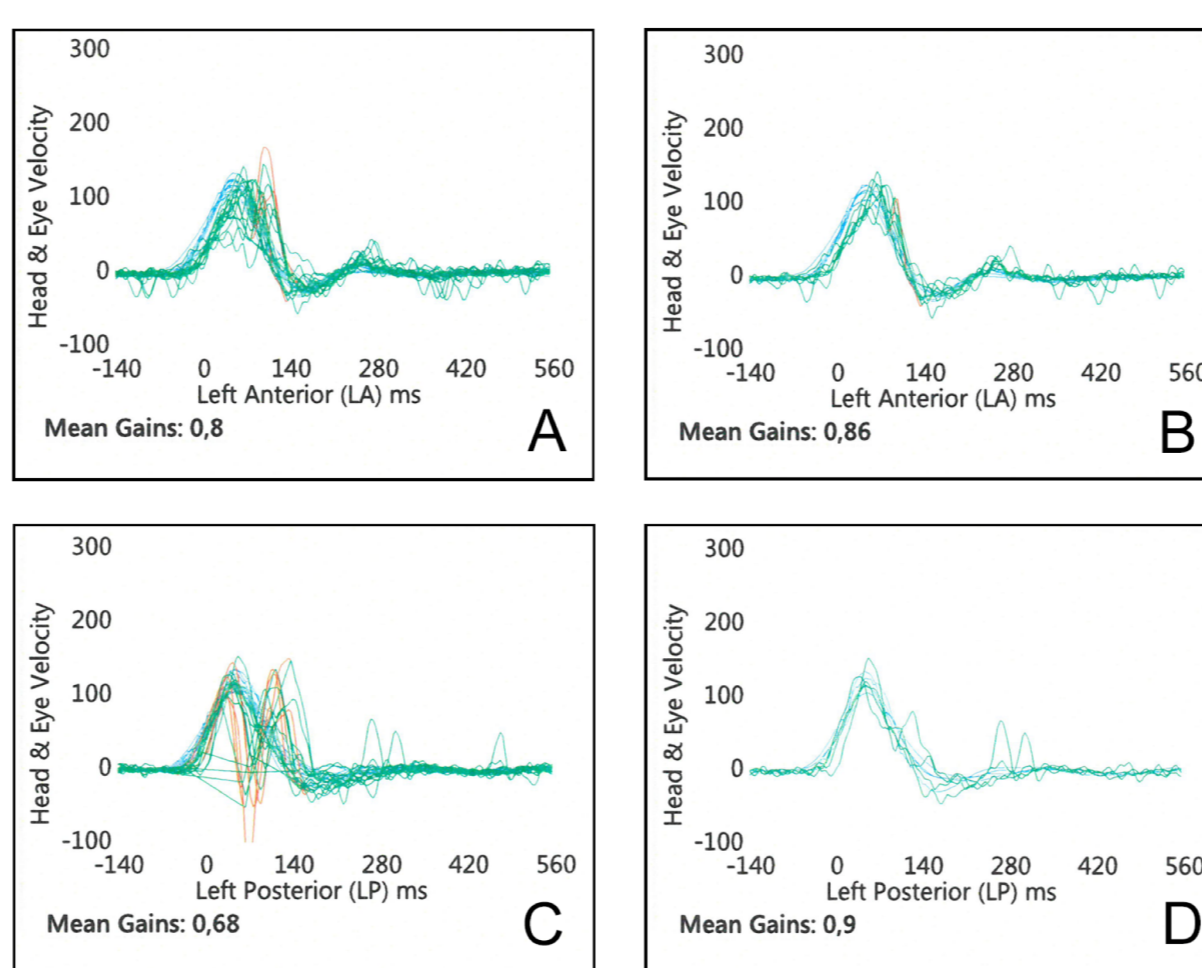 300
200
100
0
-100
Head & Eye Velocity
-140 0 140 280 420 560
Left Anterior (LA) ms
Mean Gains: 0,8
A
300
200
100
0
-100
Head & Eye Velocity
-140 0 140 280 420 560
Left Anterior (LA) ms
Mean Gains: 0,86
B
300
200
100
0
-100
Head & Eye Velocity
-140 0 140 280 420 560
Left Posterior (LP) ms
Mean Gains: 0,68
C
300
200
100
0
-100
Head & Eye Velocity
-140 0 140 280 420 560
Left Posterior (LP) ms
Mean Gains: 0,9
D